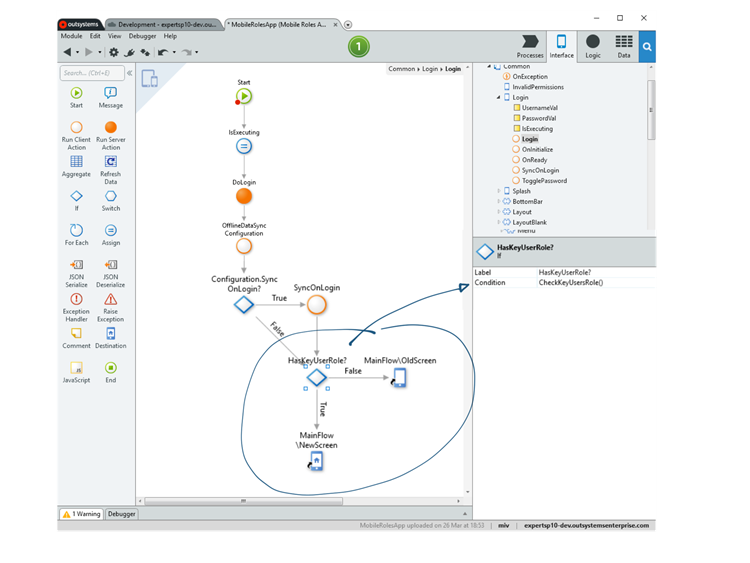 outsystems
Development - expertsp10-dev.ou...
* MobileRolesApp (Mobile Roles A...
Module Edit View Debugger Help
1
Processes
Interface
Logic
Data
Search... (Ctrl+E)
Start
Message
Run Client
Action
Run Server
Action
Aggregate
Refresh
Data
If
Switch
For Each
Assign
JSON
Serialize
JSON
Deserialize
Exception
Handler
Raise
Exception
Comment
Destination
JavaScript
End
Common › Login › Login
Start
IsExecuting
DoLogin
OfflineDataSync
Configuration
Configuration.Sync
OnLogin?
True
SyncOnLogin
False
HasKeyUserRole?
False
MainFlow\OldScreen
True
MainFlow
\NewScreen
Common
OnException
InvalidPermissions
Login
UsernameVal
PasswordVal
IsExecuting
Login
OnInitialize
OnReady
SyncOnLogin
TogglePassword
Splash
BottomBar
Layout
LayoutBlank
Menu
HasKeyUserRole?
If
Label HasKeyUserRole?
Condition CheckKeyUsersRole()
1 Warning
Debugger
MobileRolesApp uploaded on 26 Mar at 18:53
miv
expertsp10-dev.outsystemsenterprise.com